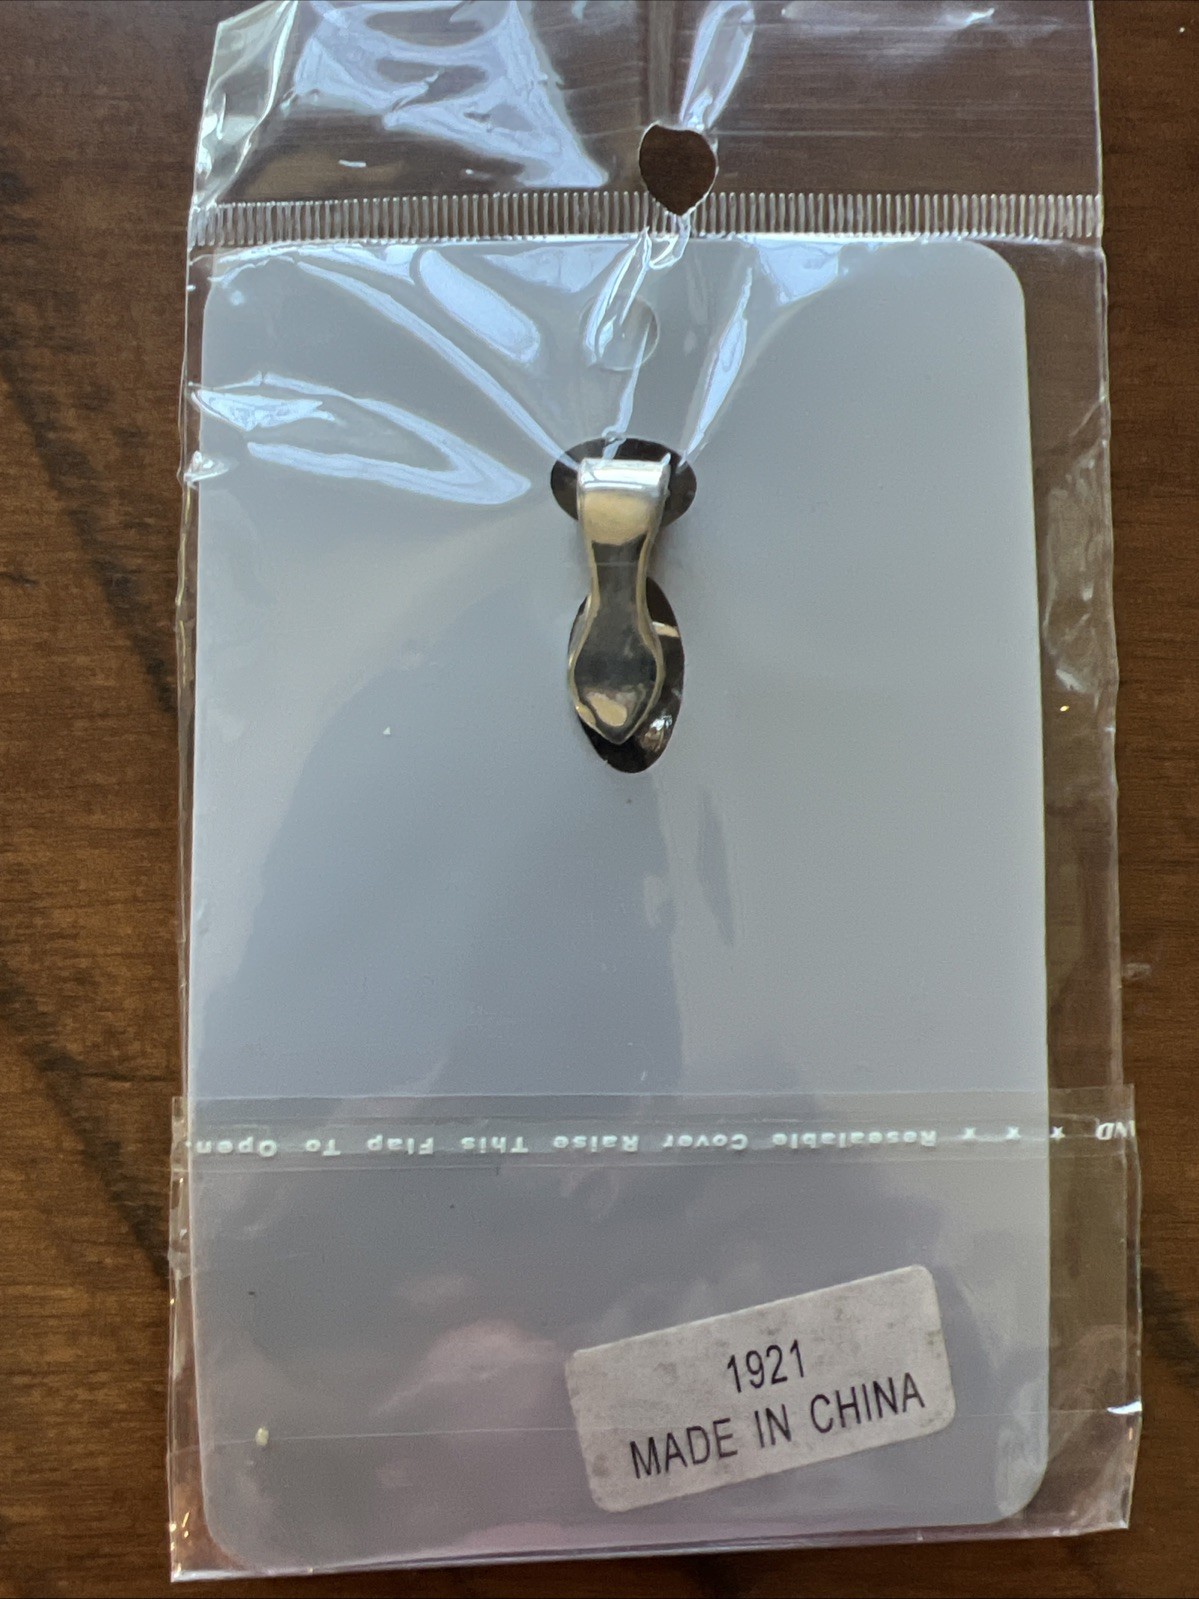 Resealable Cover Raise This Flap To Open.
1921
MADE IN CHINA